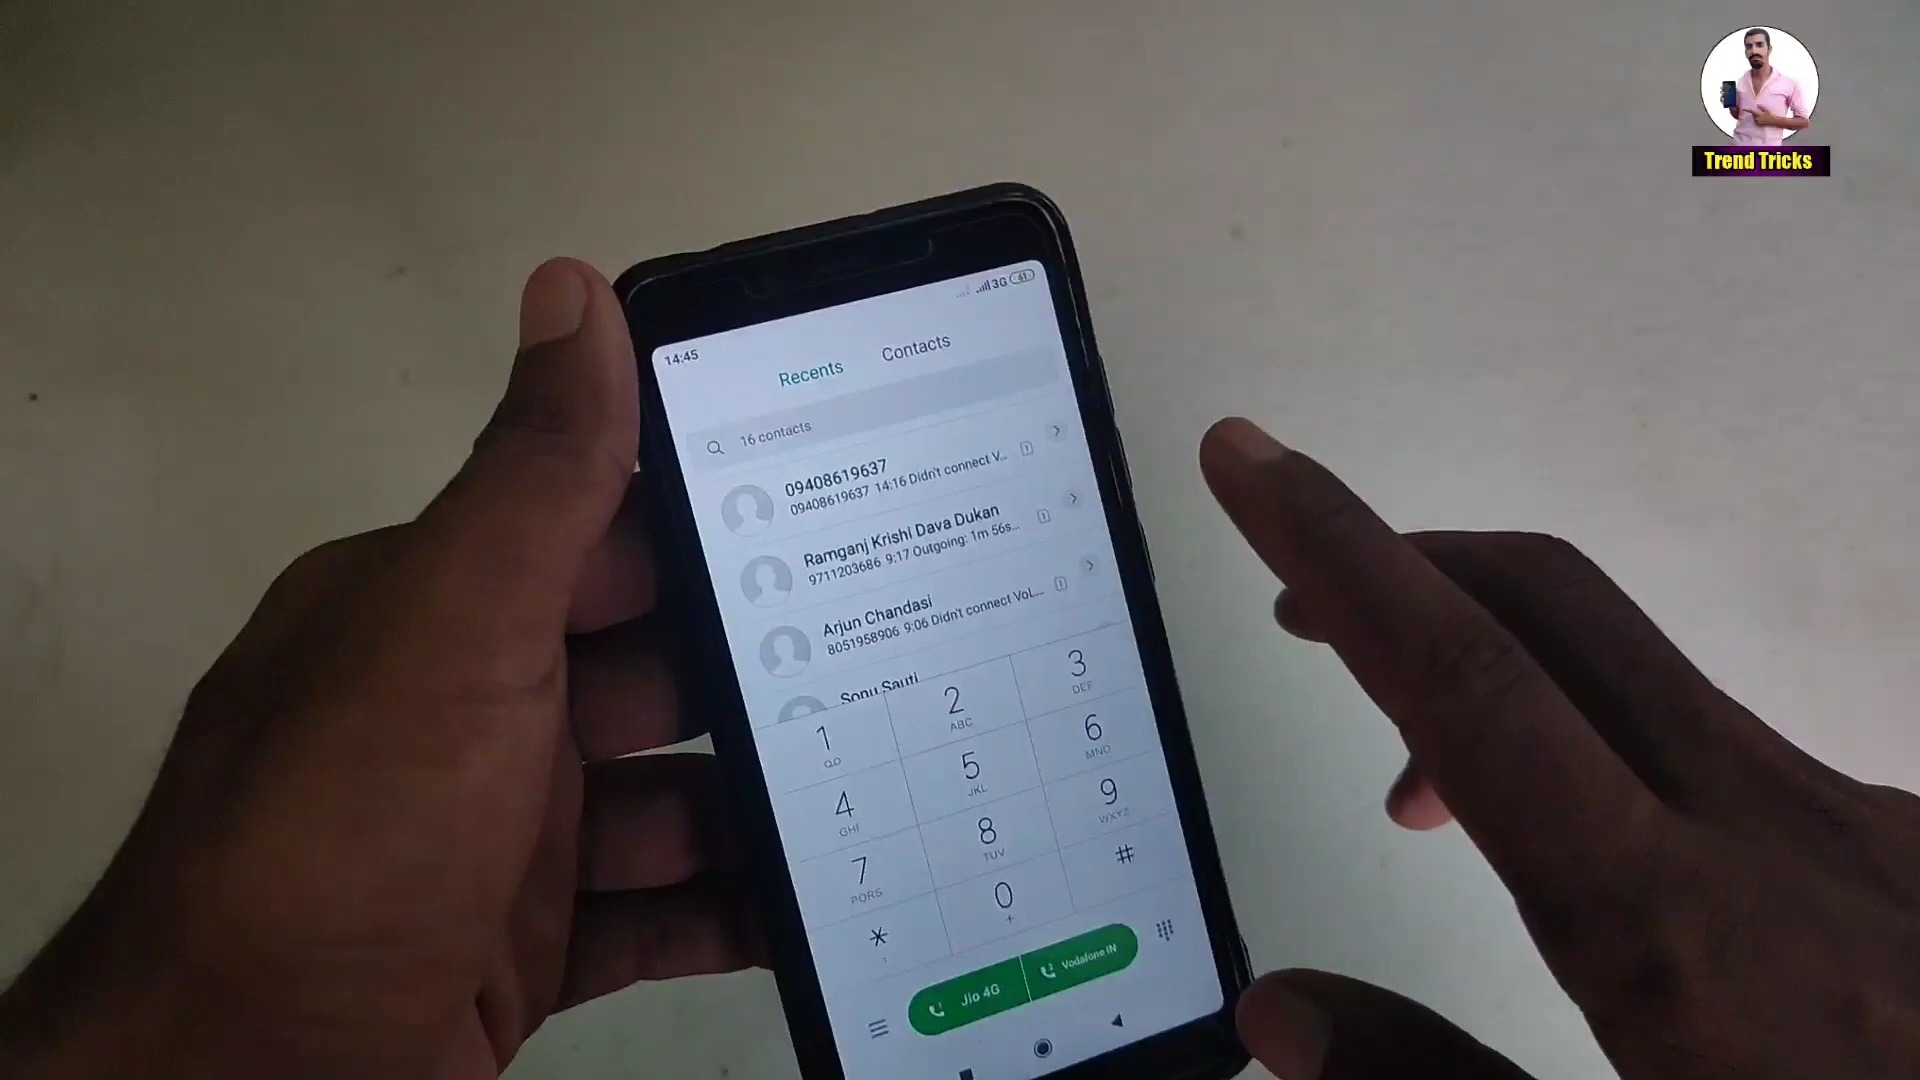 Trend Tricks
3G 61
14:45
Recents Contacts
16 contacts
09408619637
09408619637 14:16 Didn't connect V...
Ramganj Krishi Dava Dukan
9711203686 9:17 Outgoing: 1m 56s...
Arjun Chandasi
8051958906 9:06 Didn't connect VoL...
Sonu Sauti
1 2 3
ABC DEF
4 5 6
GHI JKL MNO
7 8 9
PQRS TUV WXYZ
* 0 #
, +
Jio 4G Vodafone IN